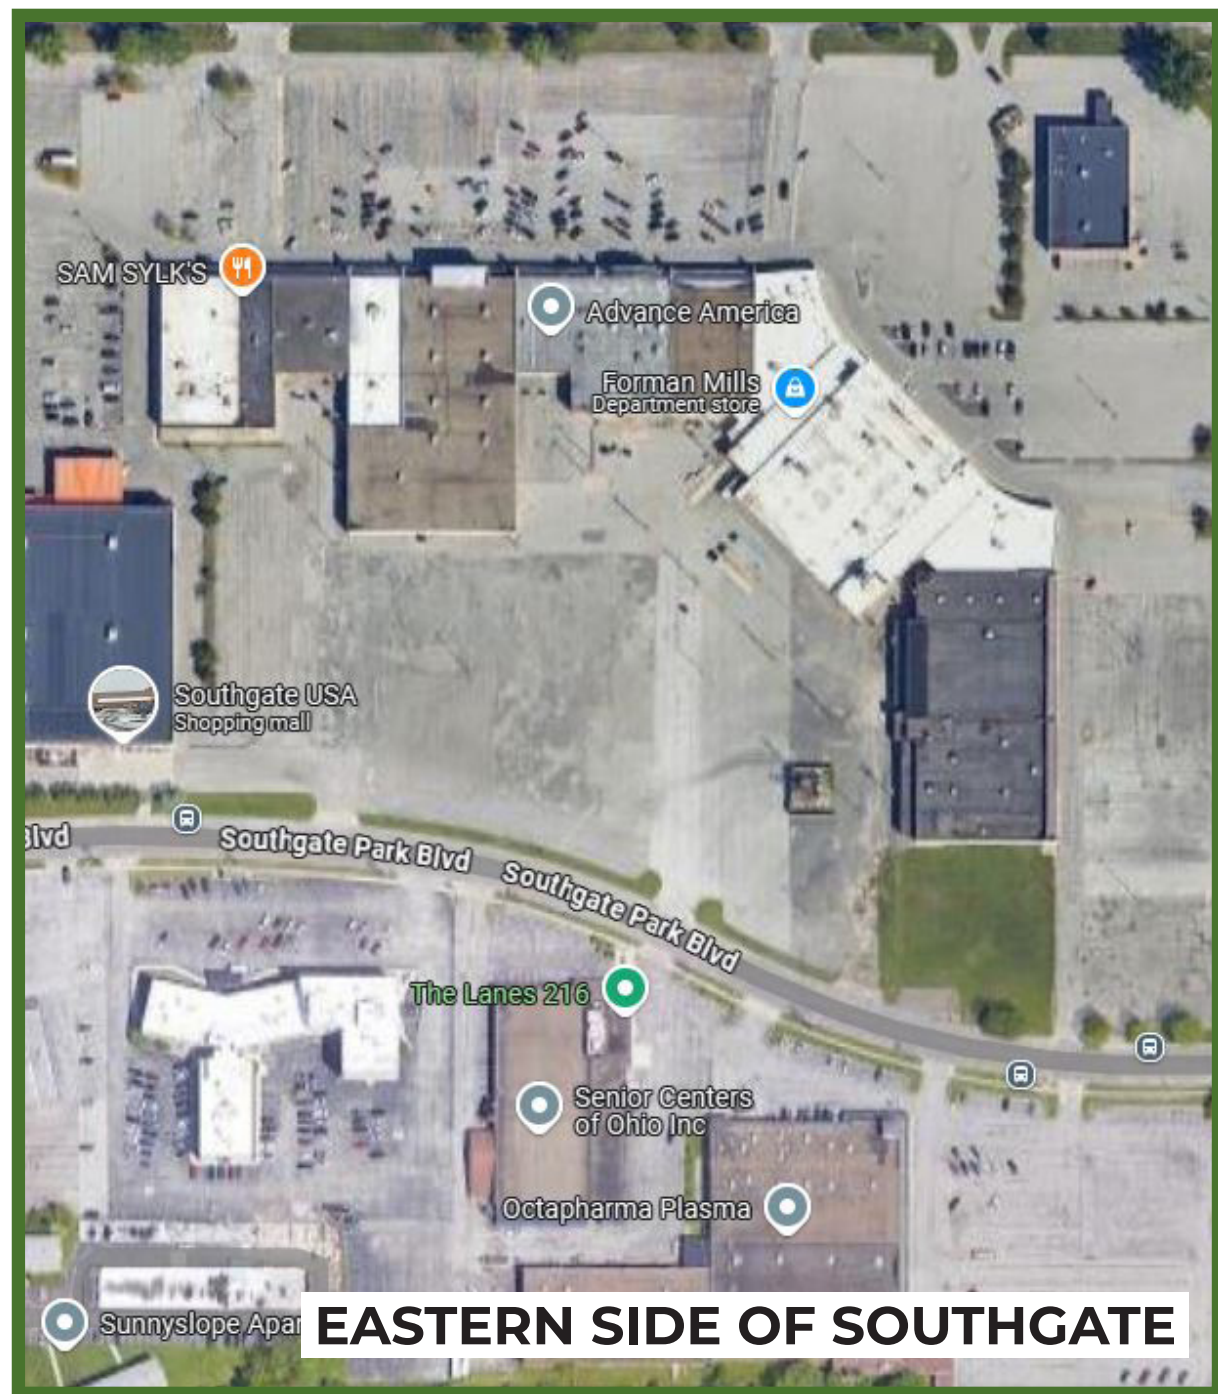 SAM SYLK'S
Advance America
Forman Mills
Department store
Southgate USA
Shopping mall
Blvd
Southgate Park Blvd
Southgate Park Blvd
The Lanes 216
Senior Centers
of Ohio Inc
Octapharma Plasma
Sunnyslope Apar
EASTERN SIDE OF SOUTHGATE